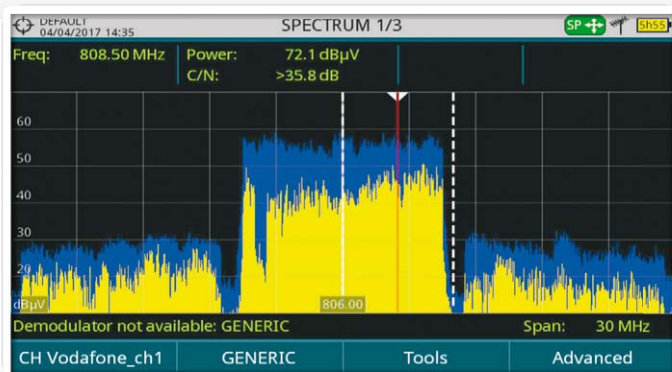 DEFAULT
04/04/2017 14:35
SPECTRUM 1/3
SP
5h55
Freq: 808.50 MHz
Power: 72.1 dBµV
C/N: >35.8 dB
60
50
40
30
20
dBµV
806.00
Demodulator not available: GENERIC
Span: 30 MHz
CH Vodafone_ch1
GENERIC
Tools
Advanced